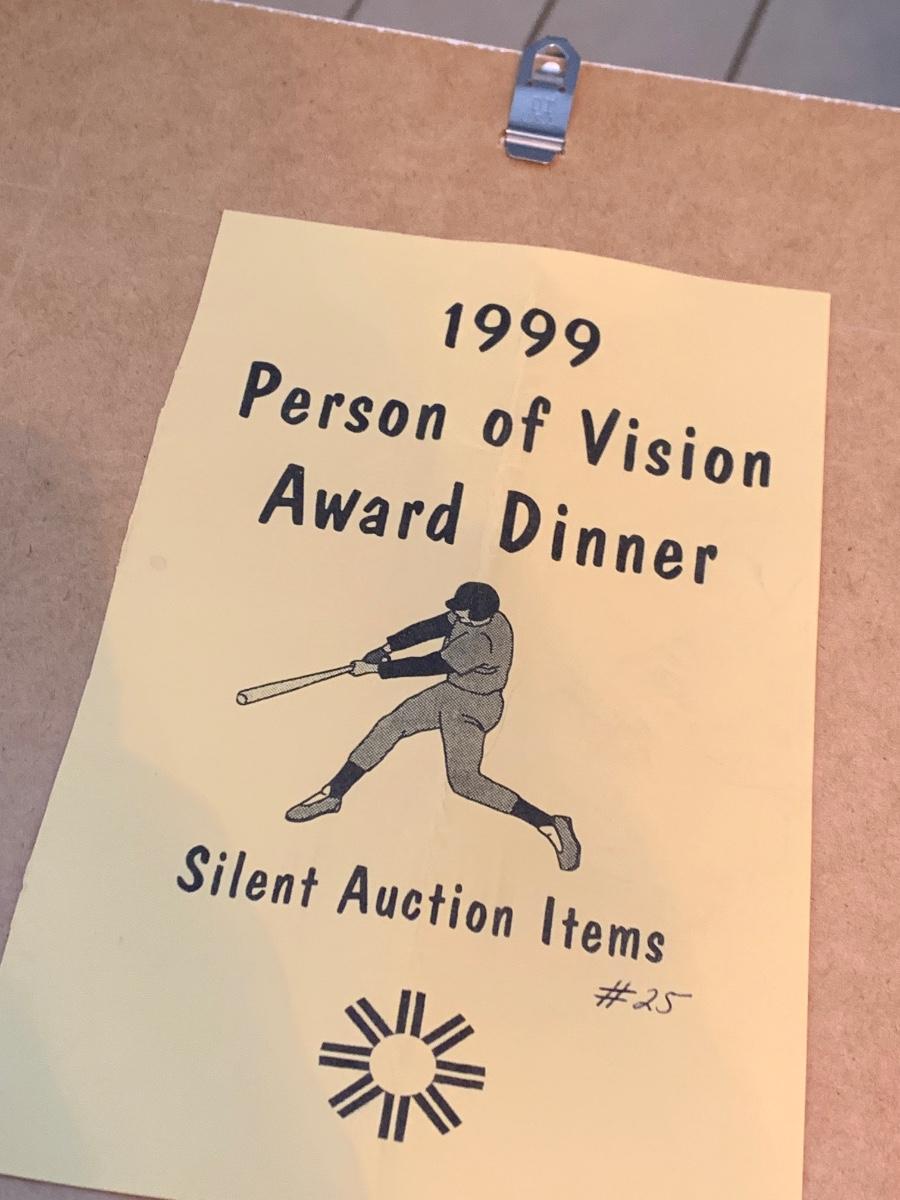 1999
Person of Vision
Award Dinner
Silent Auction Items
#25